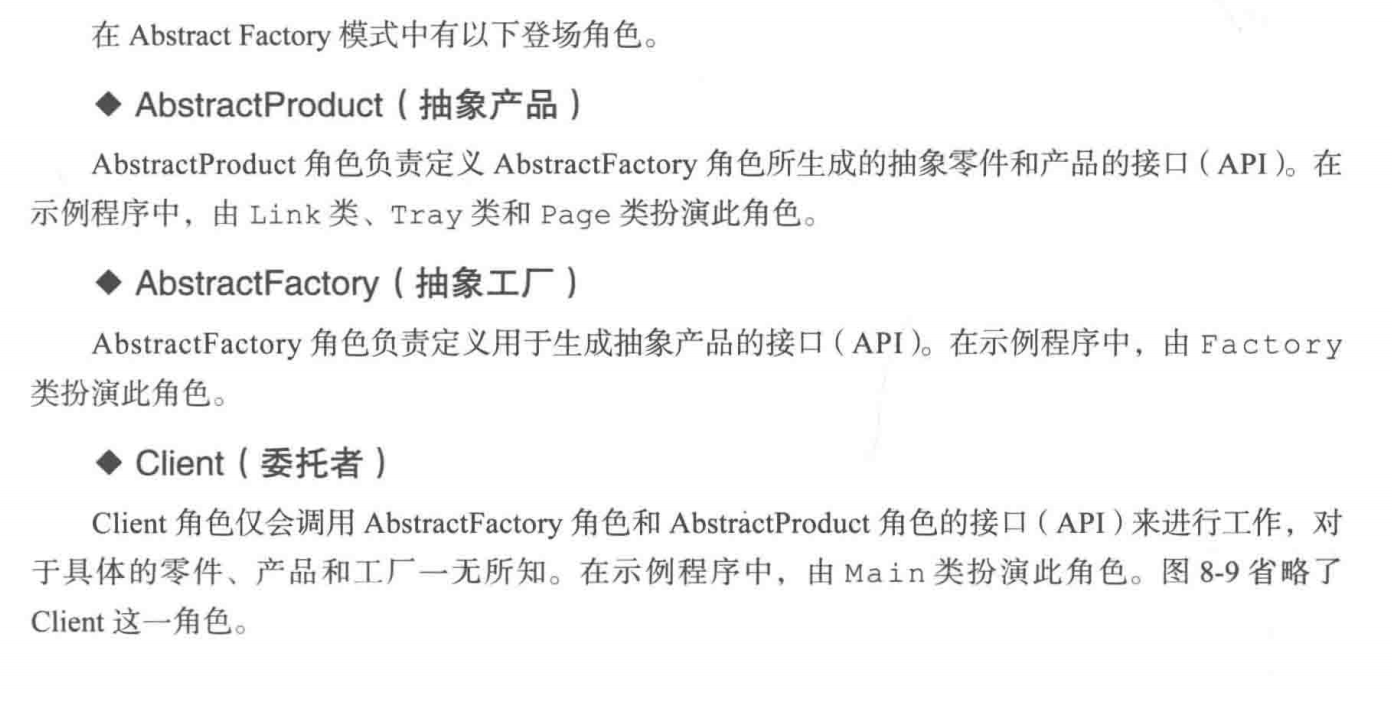 在 Abstract Factory 模式中有以下登场角色。
◆ AbstractProduct（抽象产品）
AbstractProduct 角色负责定义 AbstractFactory 角色所生成的抽象零件和产品的接口（API）。在
示例程序中，由 Link 类、Tray 类和 Page 类扮演此角色。
◆ AbstractFactory（抽象工厂）
AbstractFactory 角色负责定义用于生成抽象产品的接口（API）。在示例程序中，由 Factory
类扮演此角色。
◆ Client（委托者）
Client 角色仅会调用 AbstractFactory 角色和 AbstractProduct 角色的接口（API）来进行工作，对
于具体的零件、产品和工厂一无所知。在示例程序中，由 Main 类扮演此角色。图 8-9 省略了
Client 这一角色。